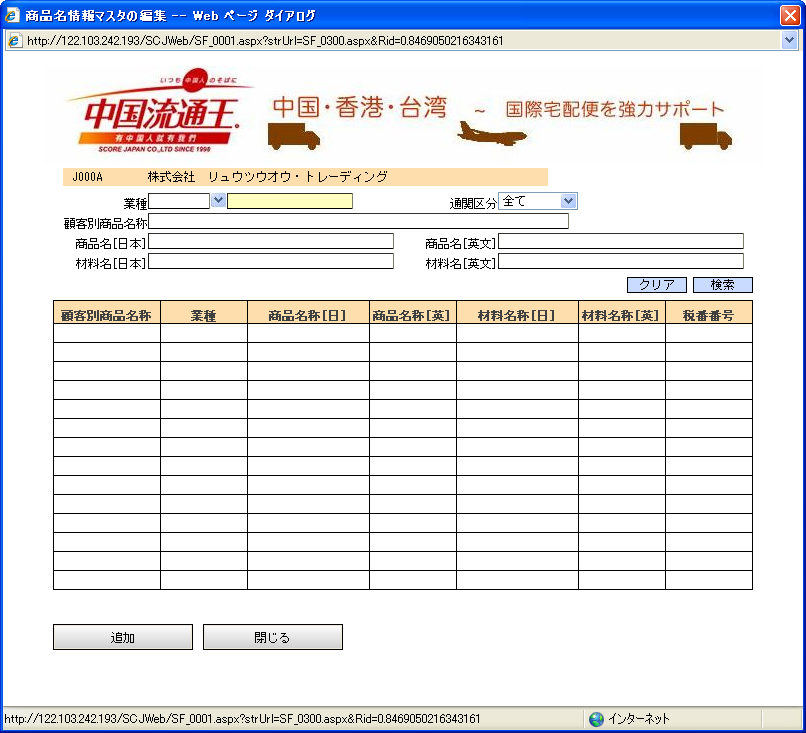 商品名情報マスタの編集 -- Web ページ ダイアログ
http://122.103.242.193/SCJWeb/SF_0001.aspx?strUrl=SF_0300.aspx&Rid=0.8469050216343161
いつも 中国人 のそばに
中国流通王.
有中国人就有我們
SCORE JAPAN CO.,LTD SINCE 1998
中国・香港・台湾 ~ 国際宅配便を強力サポート
J000A 株式会社 リュウツウオウ・トレーディング
業種 通関区分 全て
顧客別商品名称
商品名[日本] 商品名[英文]
材料名[日本] 材料名[英文]
クリア 検索
顧客別商品名称 業種 商品名称[日] 商品名称[英] 材料名称[日] 材料名称[英] 税番番号
追加 閉じる
http://122.103.242.193/SCJWeb/SF_0001.aspx?strUrl=SF_0300.aspx&Rid=0.8469050216343161 インターネット